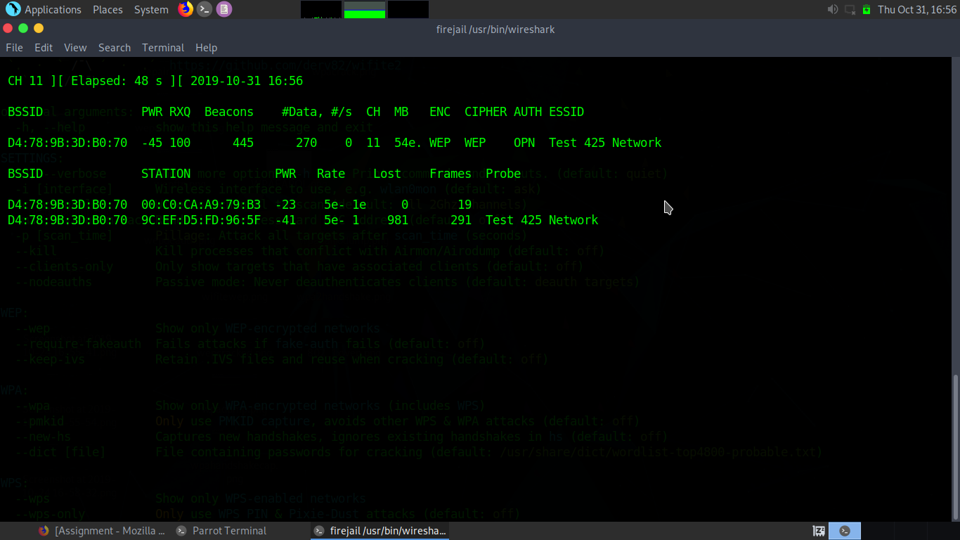 Applications Places System Thu Oct 31, 16:56
firejail /usr/bin/wireshark
File Edit View Search Terminal Help
CH 11 ][ Elapsed: 48 s ][ 2019-10-31 16:56
BSSID PWR RXQ Beacons #Data, #/s CH MB ENC CIPHER AUTH ESSID
D4:78:9B:3D:B0:70 -45 100 445 270 0 11 54e. WEP WEP OPN Test 425 Network
BSSID STATION PWR Rate Lost Frames Probe
--verbose
D4:78:9B:3D:B0:70 00:C0:CA:A9:79:B3 -23 5e- 1e 0 19
D4:78:9B:3D:B0:70 9C:EF:D5:FD:96:5F -41 5e- 1 981 291 Test 425 Network
-p [scan_time] Pillage: Attack all targets after scan_time (seconds)
--kill Kill processes that conflict with Airmon/Airodump (default: off)
--clients-only Only show targets that have associated clients (default: off)
--nodeauths Passive mode: Never deauthenticates clients (default: deauth targets)
WEP:
--wep Show only WEP-encrypted networks
--require-fakeauth Fails attacks if fake-auth fails (default: off)
--keep-ivs Retain .IVS files and reuse when cracking (default: off)
WPA:
--wpa Show only WPA-encrypted networks (includes WPS)
--pmkid Only use PMKID capture, avoids other WPS & WPA attacks (default: off)
--new-hs Captures new handshakes, ignores existing handshakes in hs (default: off)
--dict [file] File containing passwords for cracking (default: /usr/share/dict/wordlist-top4800-probable.txt)
WPS:
--wps Show only WPS-enabled networks
--wps-only Only uses WPS PIN & Pixie-Dust attacks (default: off)
[Assignment - Mozilla ... Parrot Terminal firejail /usr/bin/wiresha...